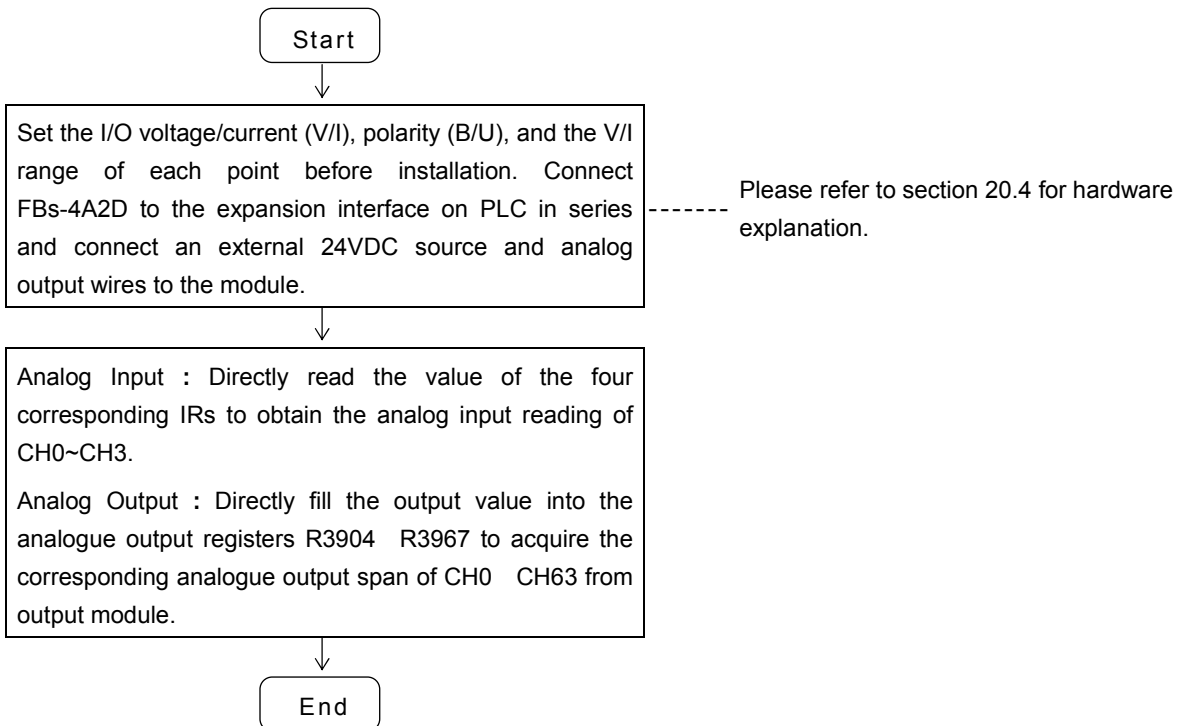 Start
Set the I/O voltage/current (V/I), polarity (B/U), and the V/I
range of each point before installation. Connect
FBs-4A2D to the expansion interface on PLC in series
and connect an external 24VDC source and analog
output wires to the module.
Please refer to section 20.4 for hardware
explanation.
Analog Input : Directly read the value of the four
corresponding IRs to obtain the analog input reading of
CH0~CH3.
Analog Output : Directly fill the output value into the
analogue output registers R3904 R3967 to acquire the
corresponding analogue output span of CH0 CH63 from
output module.
End